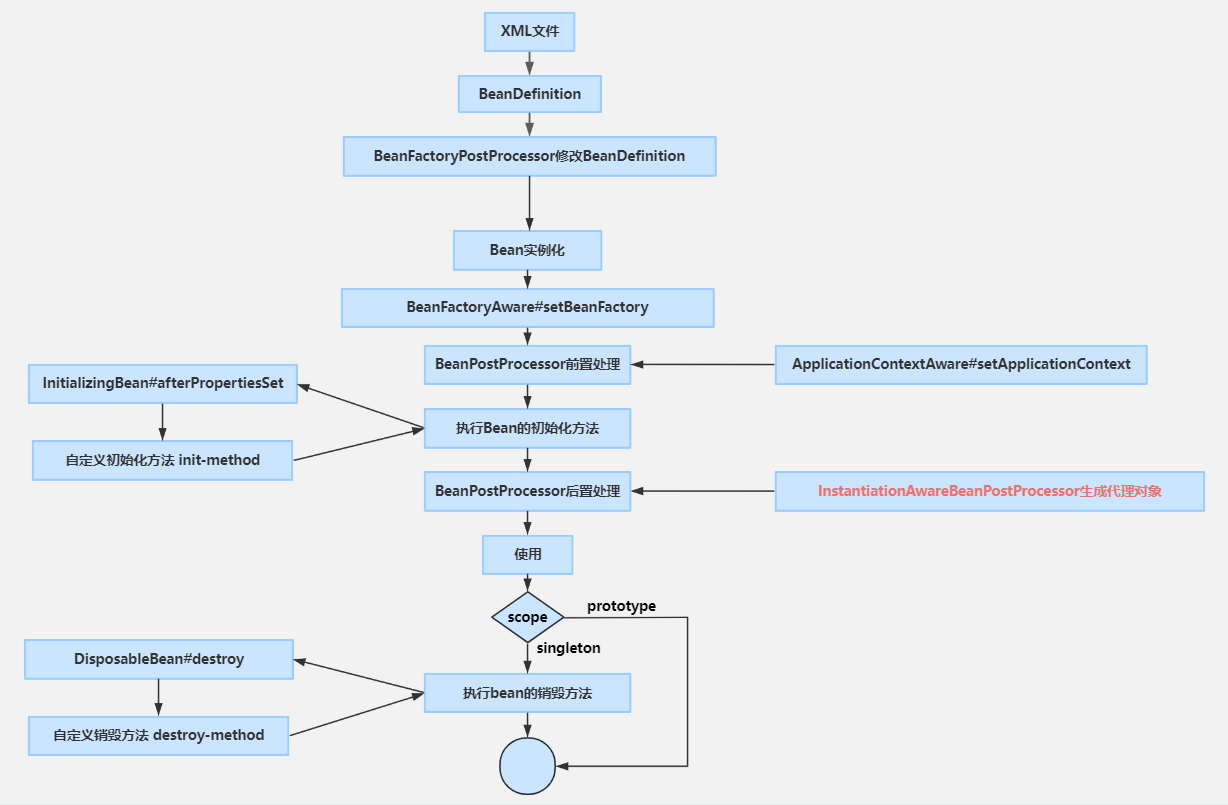 XML文件
BeanDefinition
BeanFactoryPostProcessor修改BeanDefinition
Bean实例化
BeanFactoryAware#setBeanFactory
BeanPostProcessor前置处理
ApplicationContextAware#setApplicationContext
InitializingBean#afterPropertiesSet
执行Bean的初始化方法
自定义初始化方法 init-method
BeanPostProcessor后置处理
InstantiationAwareBeanPostProcessor生成代理对象
使用
prototype
scope
singleton
DisposableBean#destroy
执行bean的销毁方法
自定义销毁方法 destroy-method